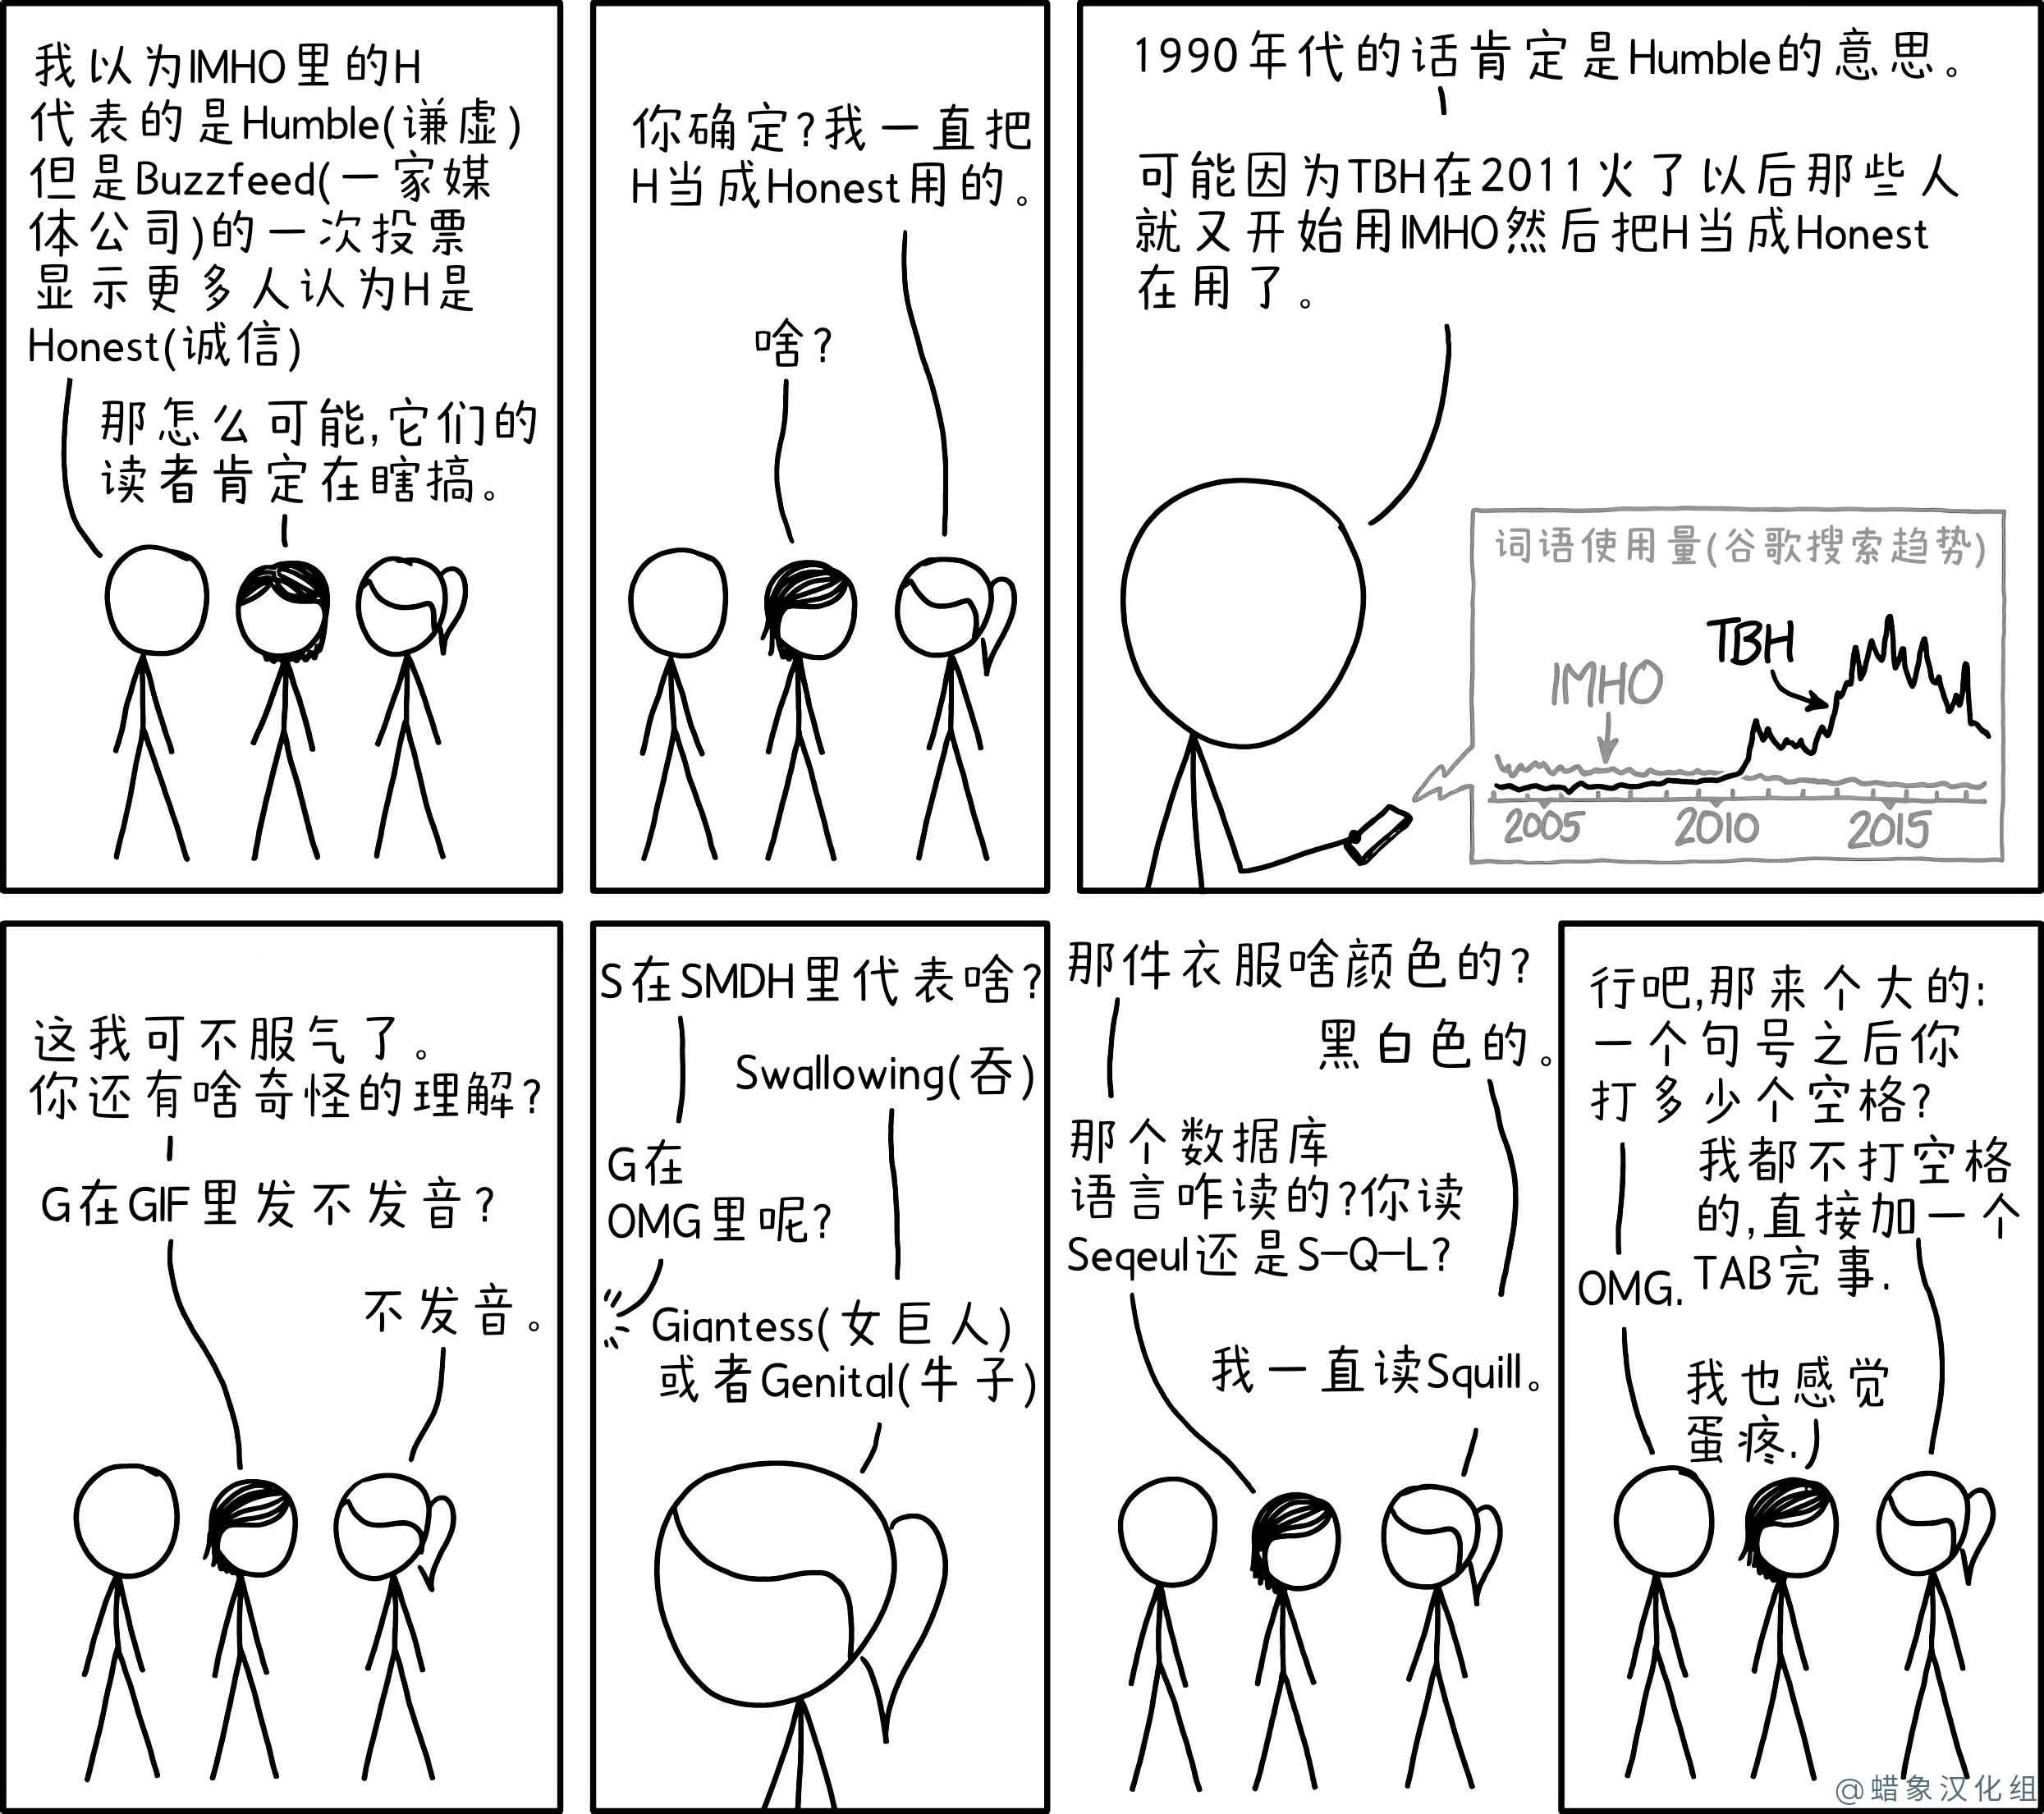 我以为IMHO里的H
代表的是Humble(谦虚)
但是Buzzfeed(一家媒
体公司)的一次投票
显示更多人认为H是
Honest(诚信)
那怎么可能,它们的
读者肯定在瞎搞。
你确定?我一直把
H当成Honest用的。
啥?
1990年代的话肯定是Humble的意思。
可能因为TBH在2011火了以后那些人
就又开始用IMHO然后把H当成Honest
在用了。
词语使用量(谷歌搜索趋势)
TBH
IMHO
2005 2010 2015
这我可不服气了。
你还有啥奇怪的理解?
G在GIF里发不发音?
不发音。
S在SMDH里代表啥?
Swallowing(吞)
G在
OMG里呢?
Giantess(女巨人)
或者Genital(牛子)
那件衣服啥颜色的?
黑白色的。
那个数据库
语言咋读的?你读
Seqeul还是S-Q-L?
我一直读Squill。
行吧,那来个大的:
一个句号之后你
打多少个空格?
我都不打空格
的,直接加一个
TAB完事.
OMG.
我也感觉
蛋疼.
@蜡象汉化组